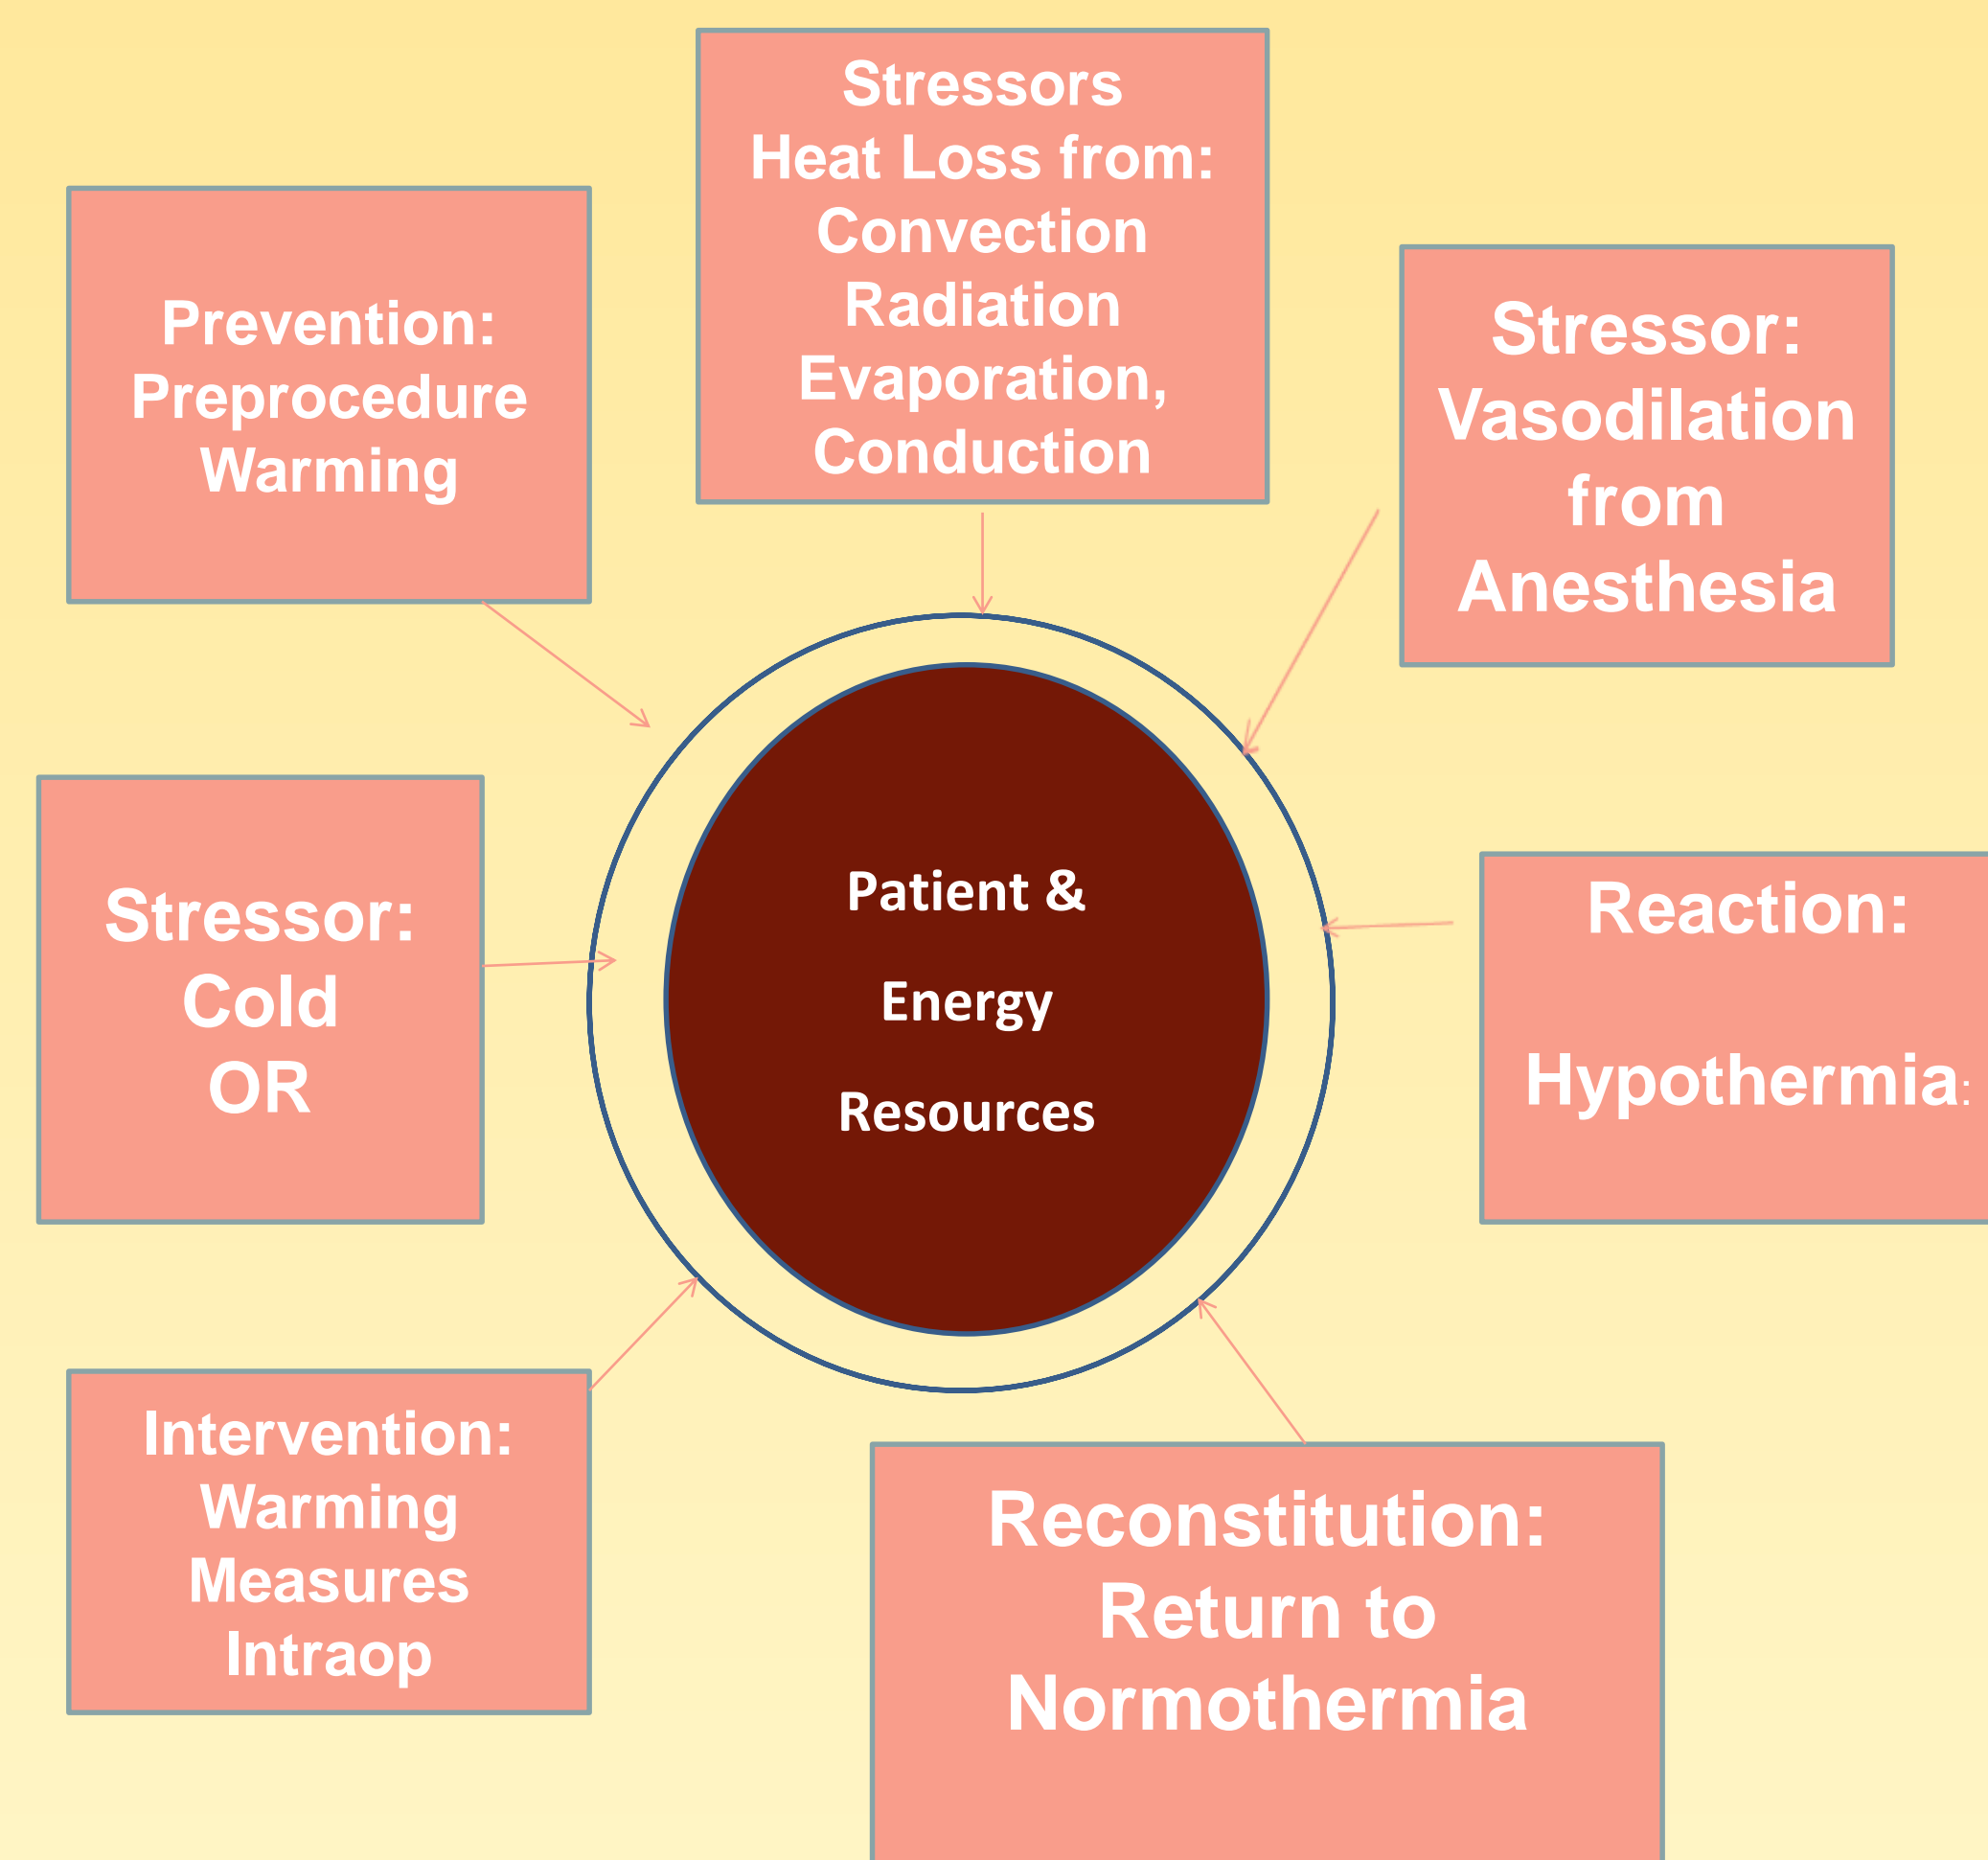 Stressors
Heat Loss from:
Convection
Radiation
Evaporation,
Conduction
Prevention:
Preprocedure
Warming
Stressor:
Vasodilation
from
Anesthesia
Stressor:
Cold
OR
Patient &
Energy
Resources
Reaction:
Hypothermia:
Intervention:
Warming
Measures
Intraop
Reconstitution:
Return to
Normothermia